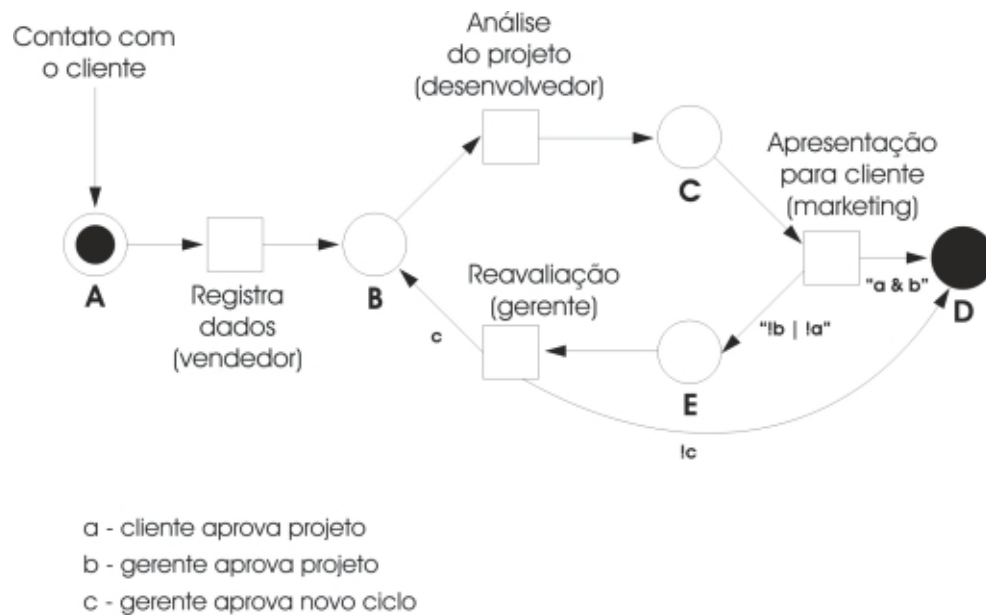 Contato com
o cliente
Análise
do projeto
(desenvolvedor)
C
Apresentação
para cliente
(marketing)
A
Registra
dados
(vendedor)
B
Reavaliação
(gerente)
c
E
"!b | !a"
"a & b"
D
!c
a - cliente aprova projeto
b - gerente aprova projeto
c - gerente aprova novo ciclo